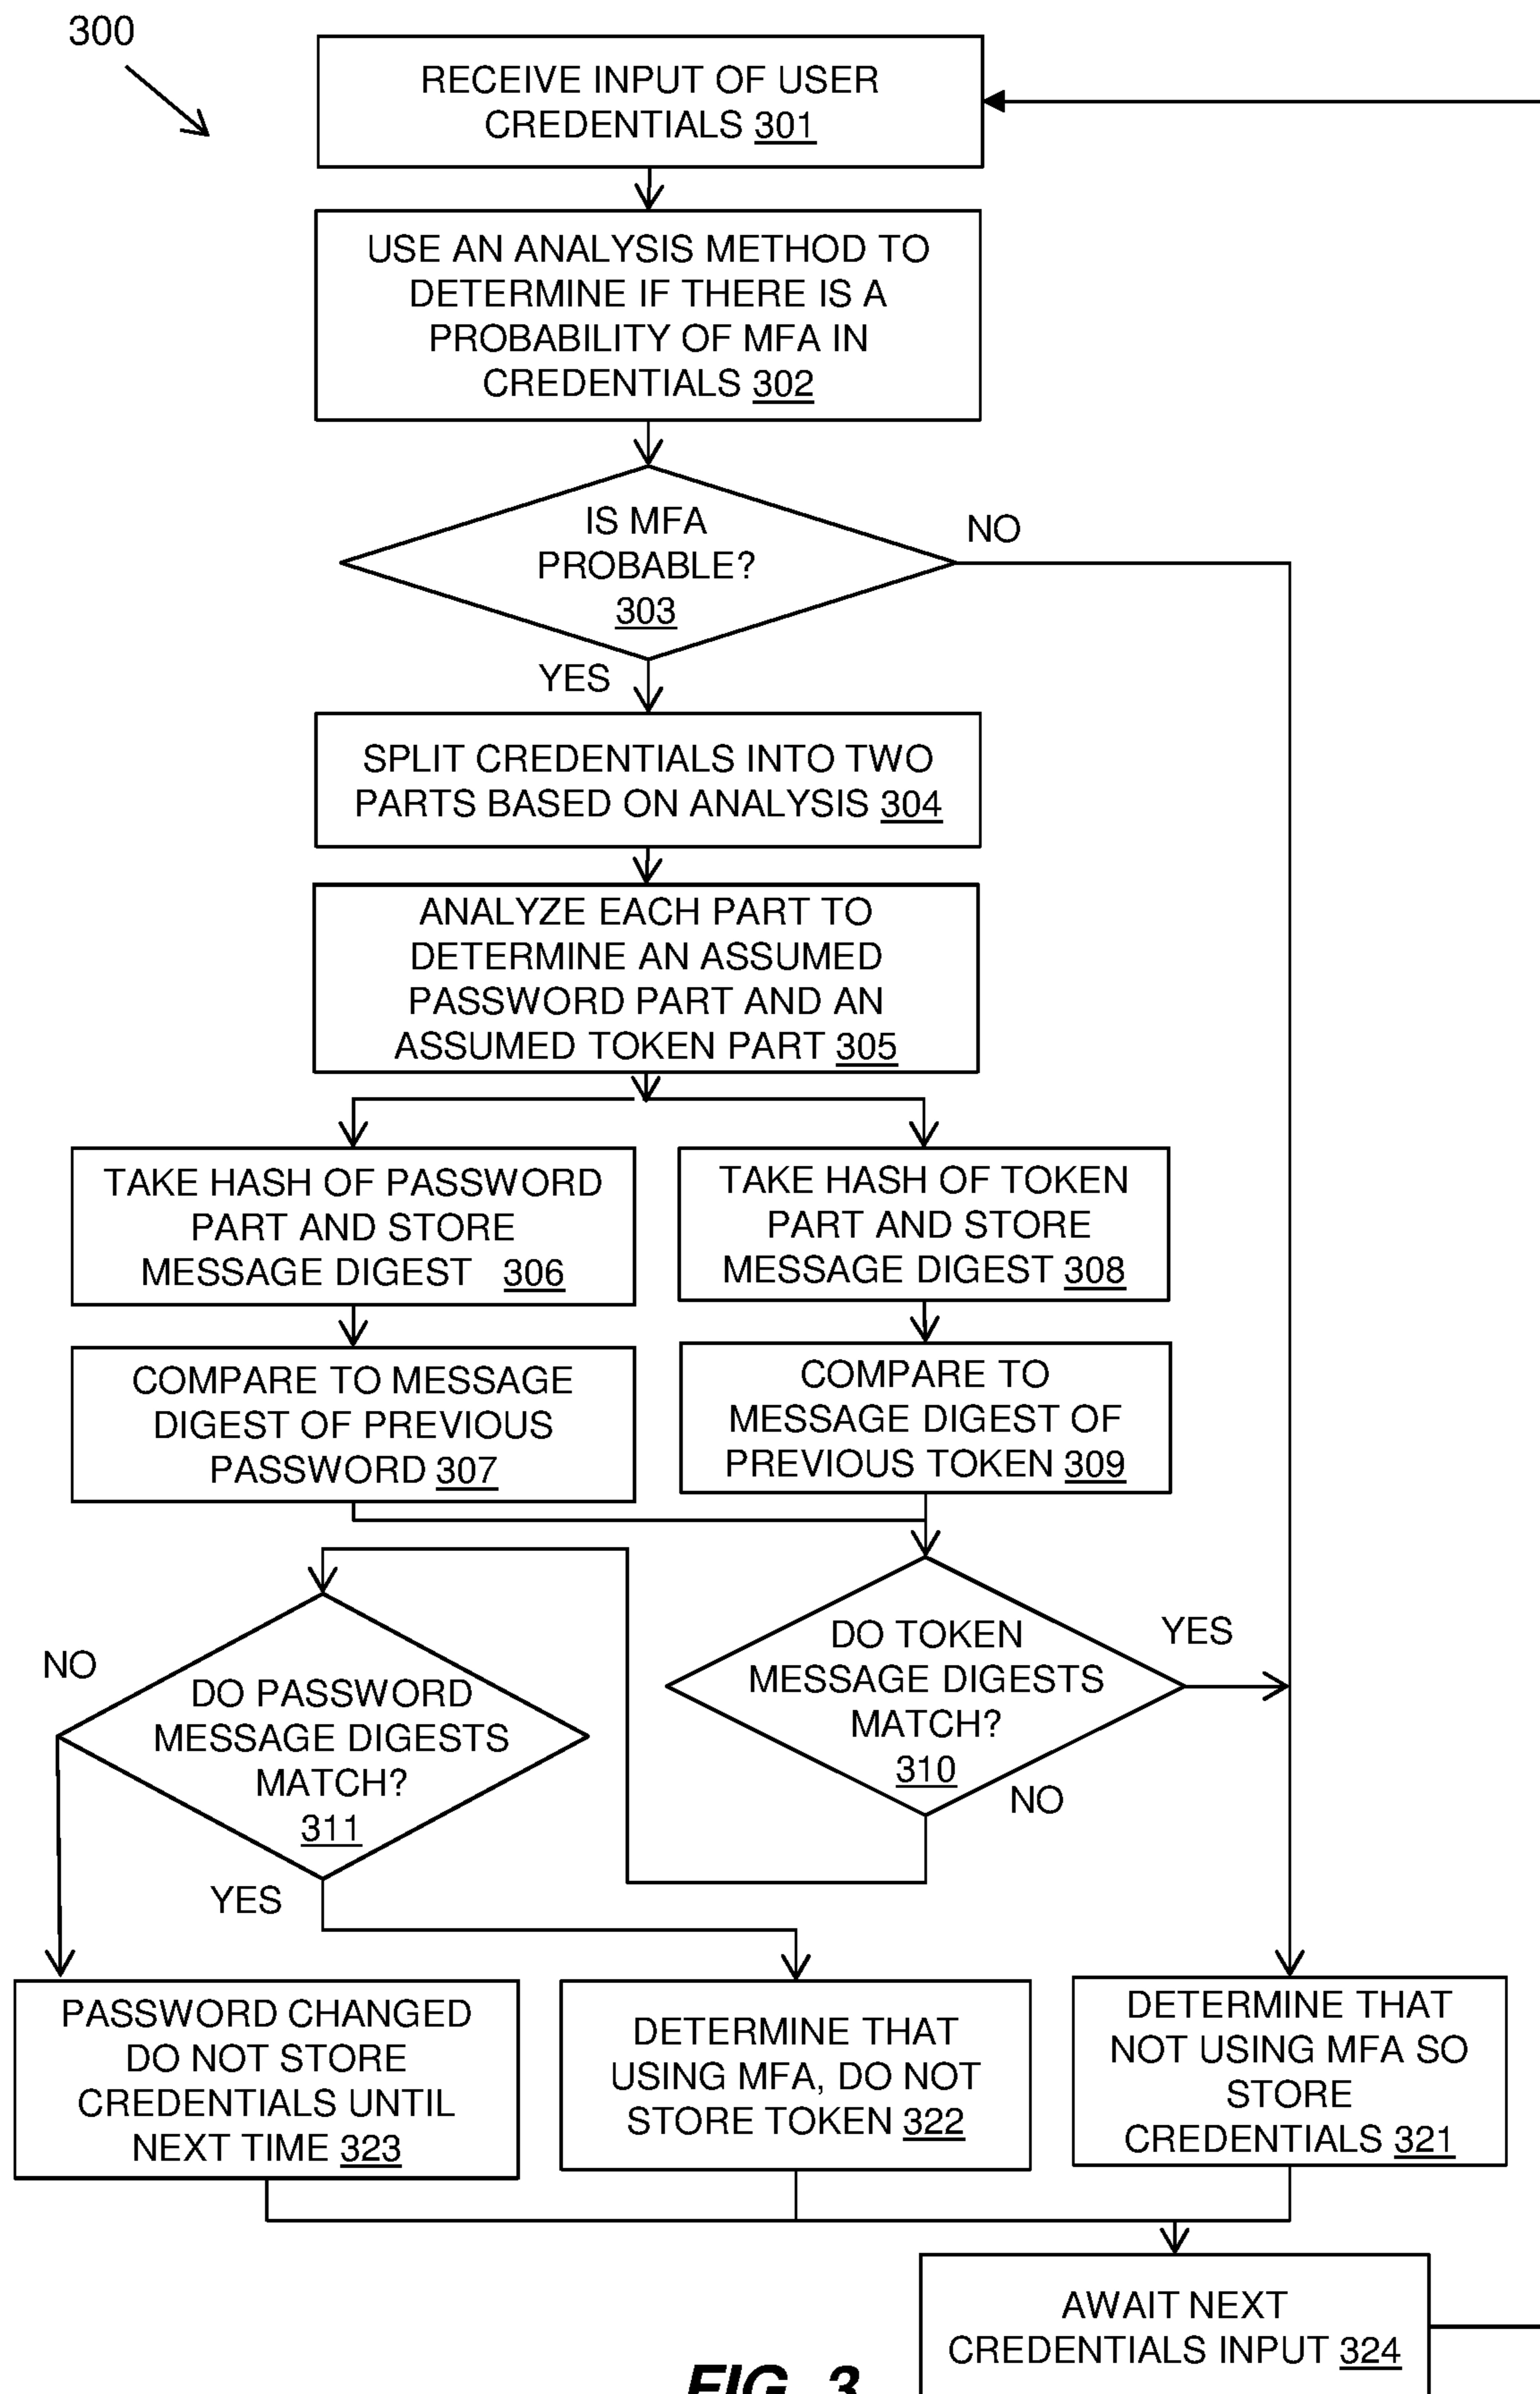 300
RECEIVE INPUT OF USER
CREDENTIALS 301
USE AN ANALYSIS METHOD TO
DETERMINE IF THERE IS A
PROBABILITY OF MFA IN
CREDENTIALS 302
IS MFA
PROBABLE?
303
NO
YES
SPLIT CREDENTIALS INTO TWO
PARTS BASED ON ANALYSIS 304
ANALYZE EACH PART TO
DETERMINE AN ASSUMED
PASSWORD PART AND AN
ASSUMED TOKEN PART 305
TAKE HASH OF PASSWORD
PART AND STORE
MESSAGE DIGEST 306
TAKE HASH OF TOKEN
PART AND STORE
MESSAGE DIGEST 308
COMPARE TO MESSAGE
DIGEST OF PREVIOUS
PASSWORD 307
COMPARE TO
MESSAGE DIGEST OF
PREVIOUS TOKEN 309
DO TOKEN
MESSAGE DIGESTS
MATCH?
310
YES
NO
DO PASSWORD
MESSAGE DIGESTS
MATCH?
311
NO
YES
PASSWORD CHANGED
DO NOT STORE
CREDENTIALS UNTIL
NEXT TIME 323
DETERMINE THAT
USING MFA, DO NOT
STORE TOKEN 322
DETERMINE THAT
NOT USING MFA SO
STORE
CREDENTIALS 321
AWAIT NEXT
CREDENTIALS INPUT 324
FIG. 3